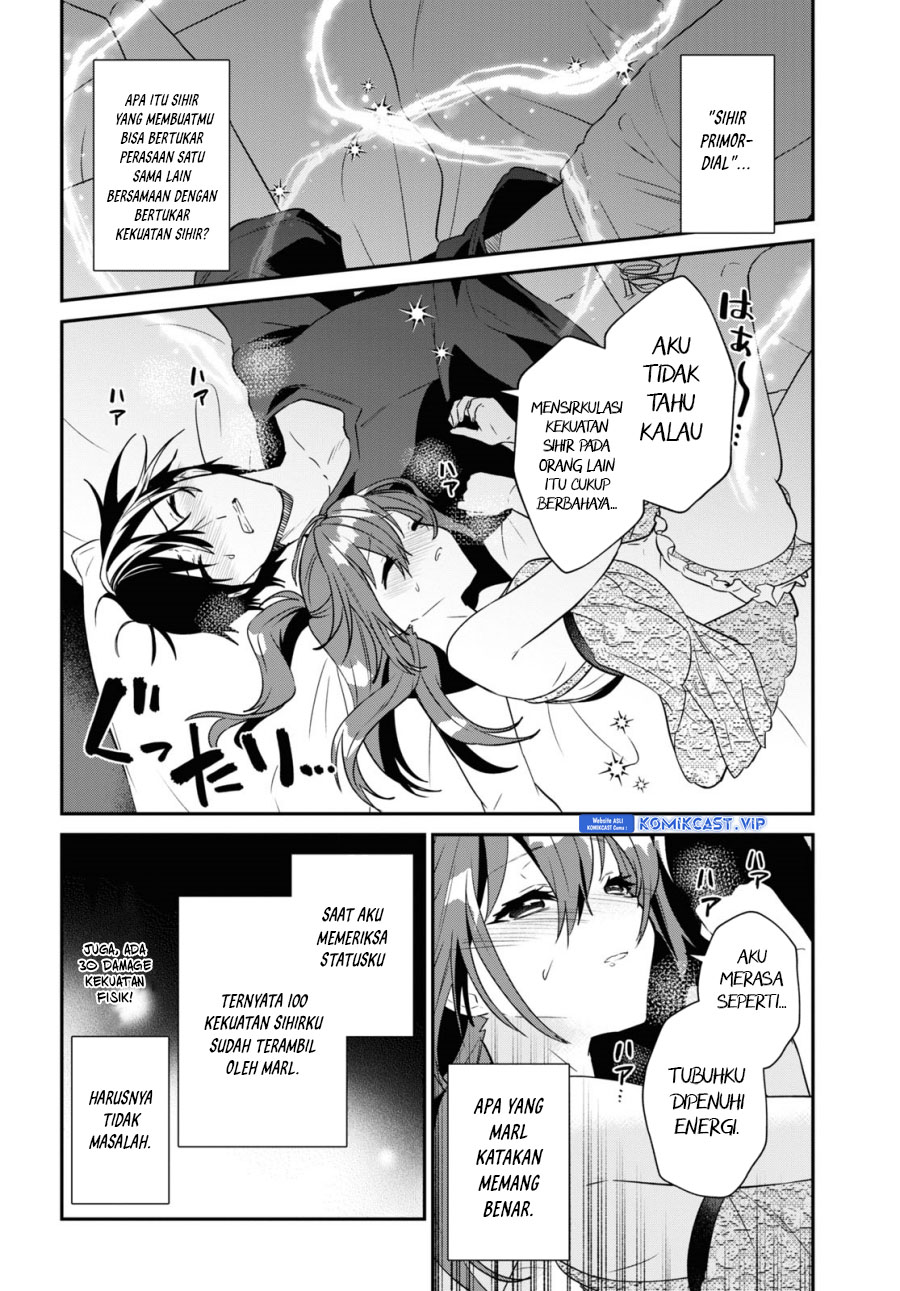 "SIHIR
PRIMOR-
DIAL"...
APA ITU SIHIR
YANG MEMBUATMU
BISA BERTUKAR
PERASAAN SATU
SAMA LAIN
BERSAMAAN DENGAN
BERTUKAR
KEKUATAN SIHIR?
はぁ〜...
AKU
TIDAK
TAHU
KALAU
MENSIRKULASI
KEKUATAN
SIHIR PADA
ORANG LAIN
ITU CUKUP
BERBAHAYA...
ハァ
ハァ
ハァ
ぐったり...
Website ASLI
KOMIKCAST Cuma :
KOMIKCAST.VIP
ハァ
ハァ
AKU
MERASA
SEPERTI...
TUBUHKU
DIPENUHI
ENERGI.
ハァ
APA YANG
MARL
KATAKAN
MEMANG
BENAR.
SAAT AKU
MEMERIKSA
STATUSKU
TERNYATA 100
KEKUATAN SIHIRKU
SUDAH TERAMBIL
OLEH MARL.
JUGA, ADA
30 DAMAGE
KEKUATAN
FISIK!
HARUSNYA
TIDAK
MASALAH.